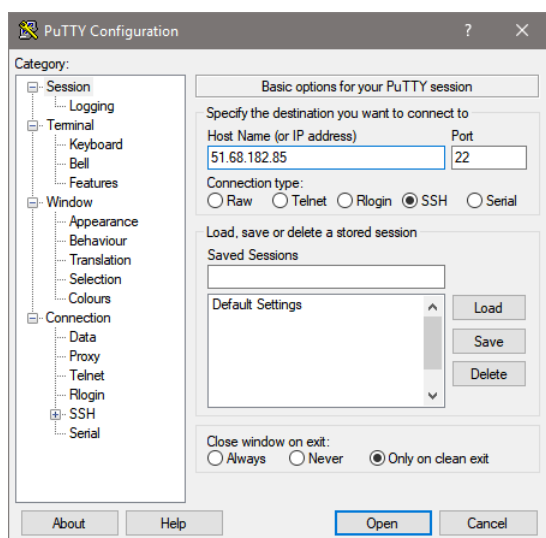 PuTTY Configuration
Category:
Session
Logging
Terminal
Keyboard
Bell
Features
Window
Appearance
Behaviour
Translation
Selection
Colours
Connection
Data
Proxy
Telnet
Rlogin
SSH
Serial
Basic options for your PuTTY session
Specify the destination you want to connect to
Host Name (or IP address) Port
51.68.182.85 22
Connection type:
Raw Telnet Rlogin SSH Serial
Load, save or delete a stored session
Saved Sessions
Default Settings
Load
Save
Delete
Close window on exit:
Always Never Only on clean exit
About Help Open Cancel